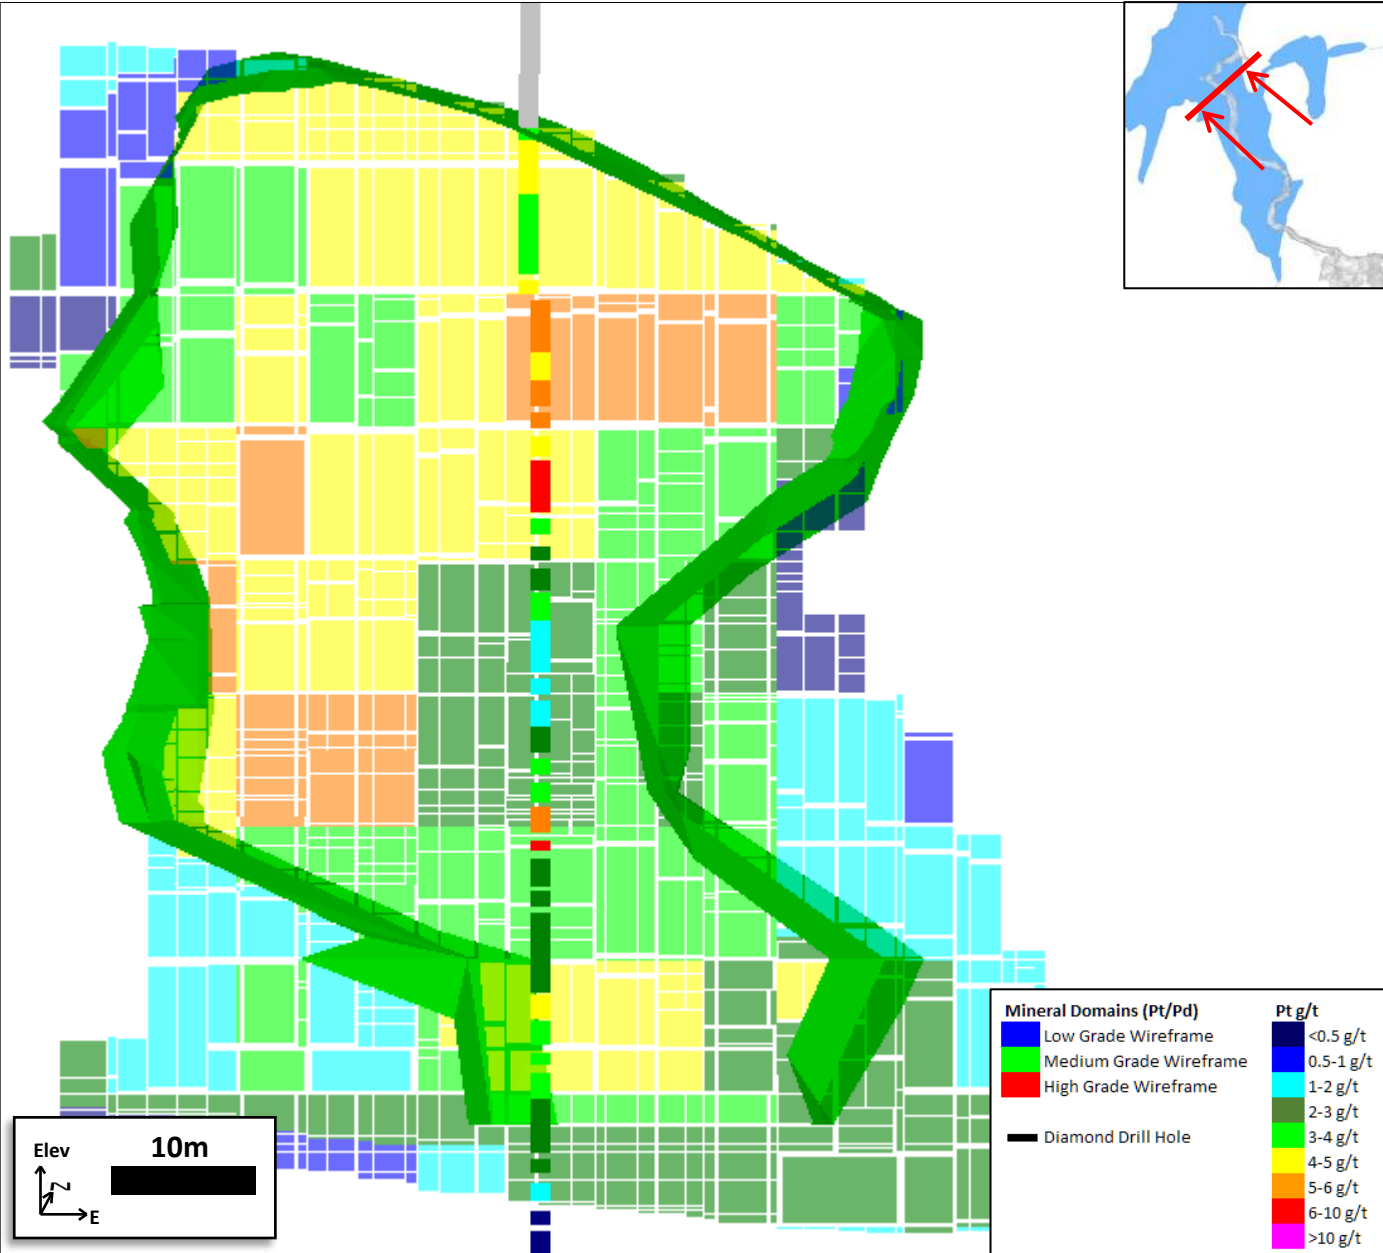 Mineral Domains (Pt/Pd)
Low Grade Wireframe
Medium Grade Wireframe
High Grade Wireframe
Diamond Drill Hole
Pt g/t
<0.5 g/t
0.5-1 g/t
1-2 g/t
2-3 g/t
3-4 g/t
4-5 g/t
5-6 g/t
6-10 g/t
>10 g/t
Elev
N
E
10m